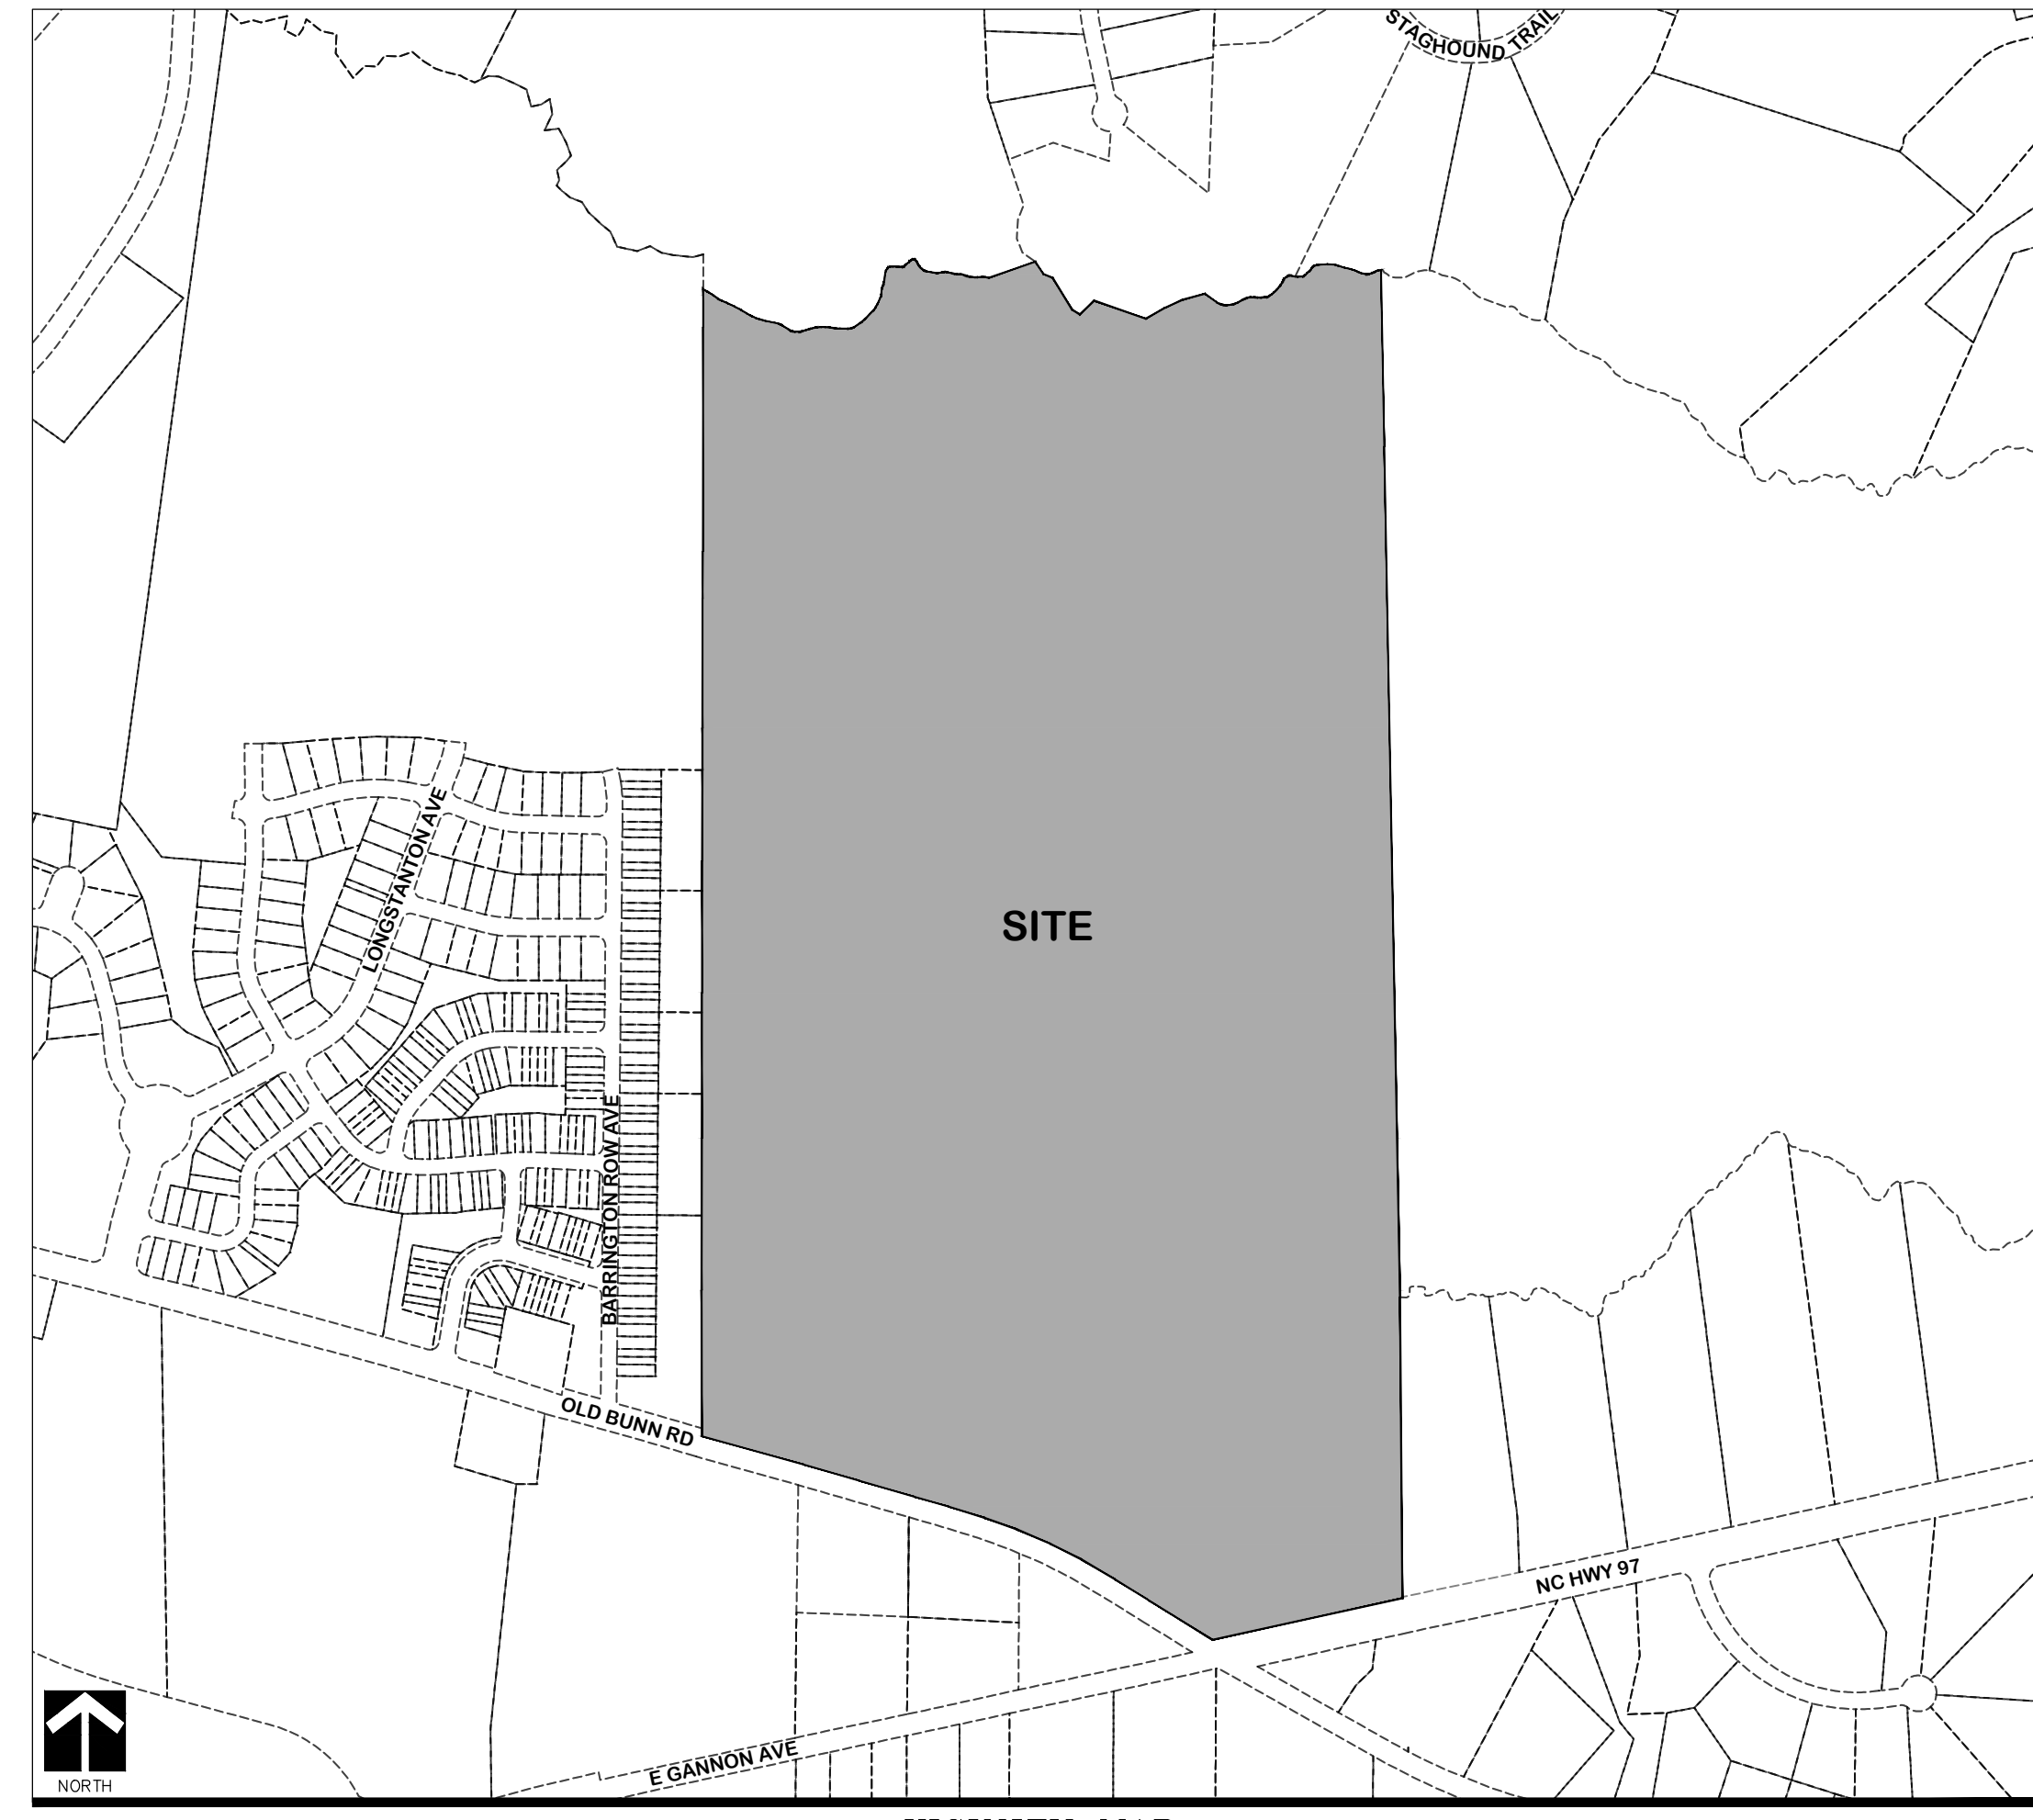 STAGHOUND TRAIL
LONGSTANTON AVE
SITE
BARRINGTON ROW AVE
OLD BUNN RD
NC HWY 97
E GANNON AVE
NORTH